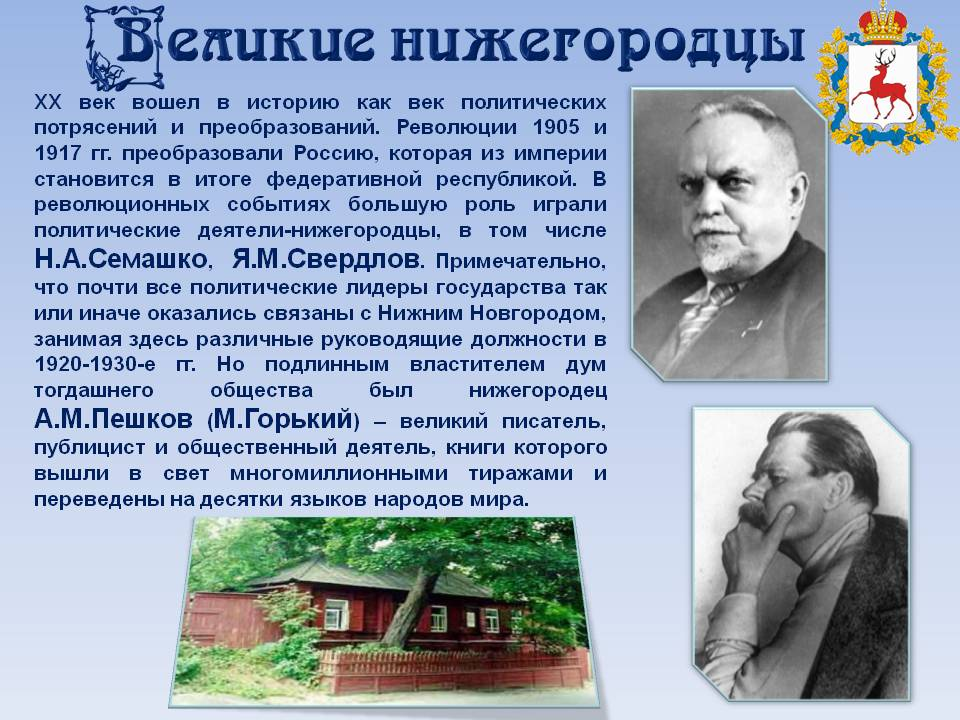 Великие нижегородцы
XX век вошел в историю как век политических
потрясений и преобразований. Революции 1905 и
1917 гг. преобразовали Россию, которая из империи
становится в итоге федеративной республикой. В
революционных событиях большую роль играли
политические деятели-нижегородцы, в том числе
Н.А.Семашко, Я.М.Свердлов. Примечательно,
что почти все политические лидеры государства так
или иначе оказались связаны с Нижним Новгородом,
занимая здесь различные руководящие должности в
1920-1930-е гг. Но подлинным властителем дум
тогдашнего общества был нижегородец
А.М.Пешков (М.Горький) – великий писатель,
публицист и общественный деятель, книги которого
вышли в свет многомиллионными тиражами и
переведены на десятки языков народов мира.